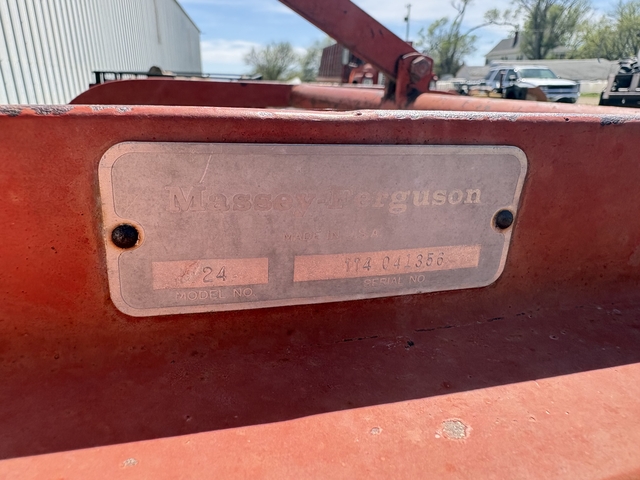 Massey-Ferguson
MADE IN U.S.A.
24 114 041356
MODEL NO. SERIAL NO.